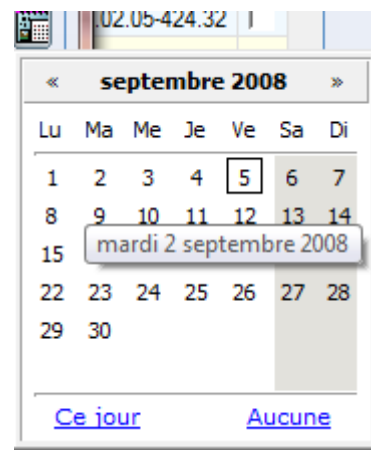 102.05-424.32
« septembre 2008 »
Lu Ma Me Je Ve Sa Di
1 2 3 4 5 6 7
8 9 10 11 12 13 14
mardi 2 septembre 2008
15
22 23 24 25 26 27 28
29 30
Ce jour Aucune